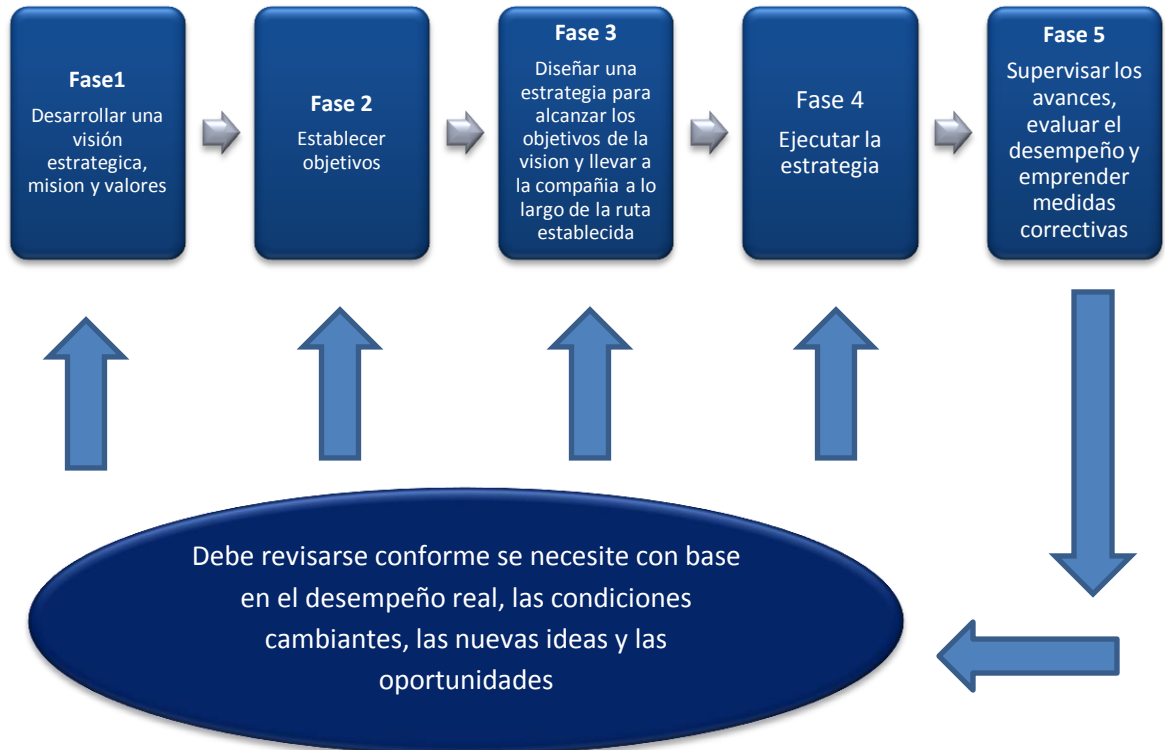 Fase1
Desarrollar una
visión
estrategica,
mision y valores
Fase 2
Establecer
objetivos
Fase 3
Diseñar una
estrategia para
alcanzar los
objetivos de la
vision y llevar a
la compañia a lo
largo de la ruta
establecida
Fase 4
Ejecutar la
estrategia
Fase 5
Supervisar los
avances,
evaluar el
desempeño y
emprender
medidas
correctivas
Debe revisarse conforme se necesite con base
en el desempeño real, las condiciones
cambiantes, las nuevas ideas y las
oportunidades